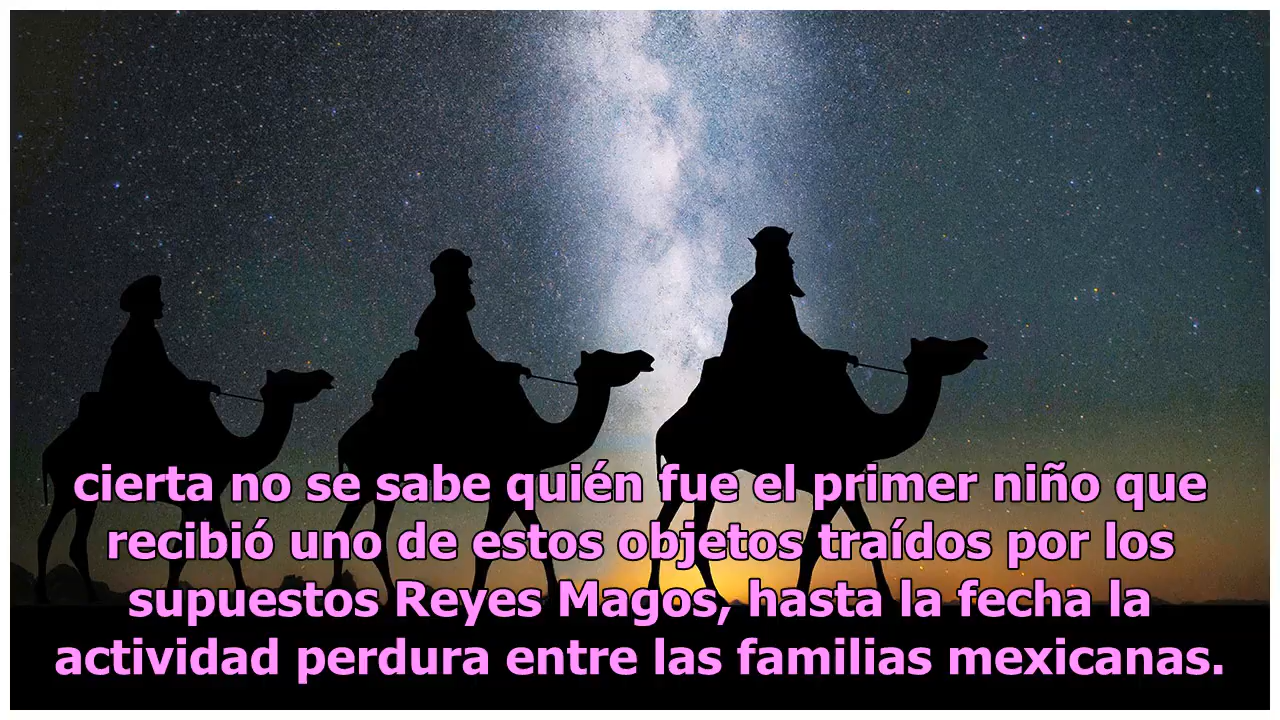 cierta no se sabe quién fue el primer niño que
recibió uno de estos objetos traídos por los
supuestos Reyes Magos, hasta la fecha la
actividad perdura entre las familias mexicanas.